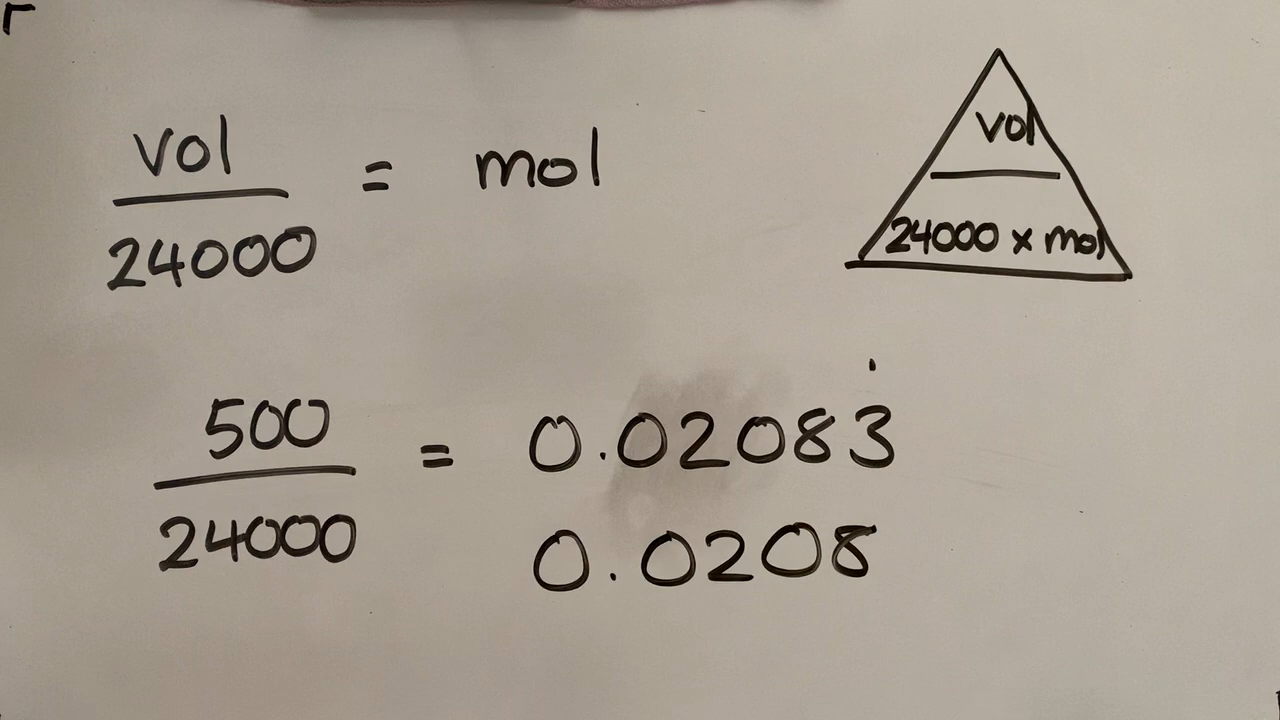 r
vol
24000
= mol
vol
24000 x mol
500
24000
= 0.02083̇
0.0208